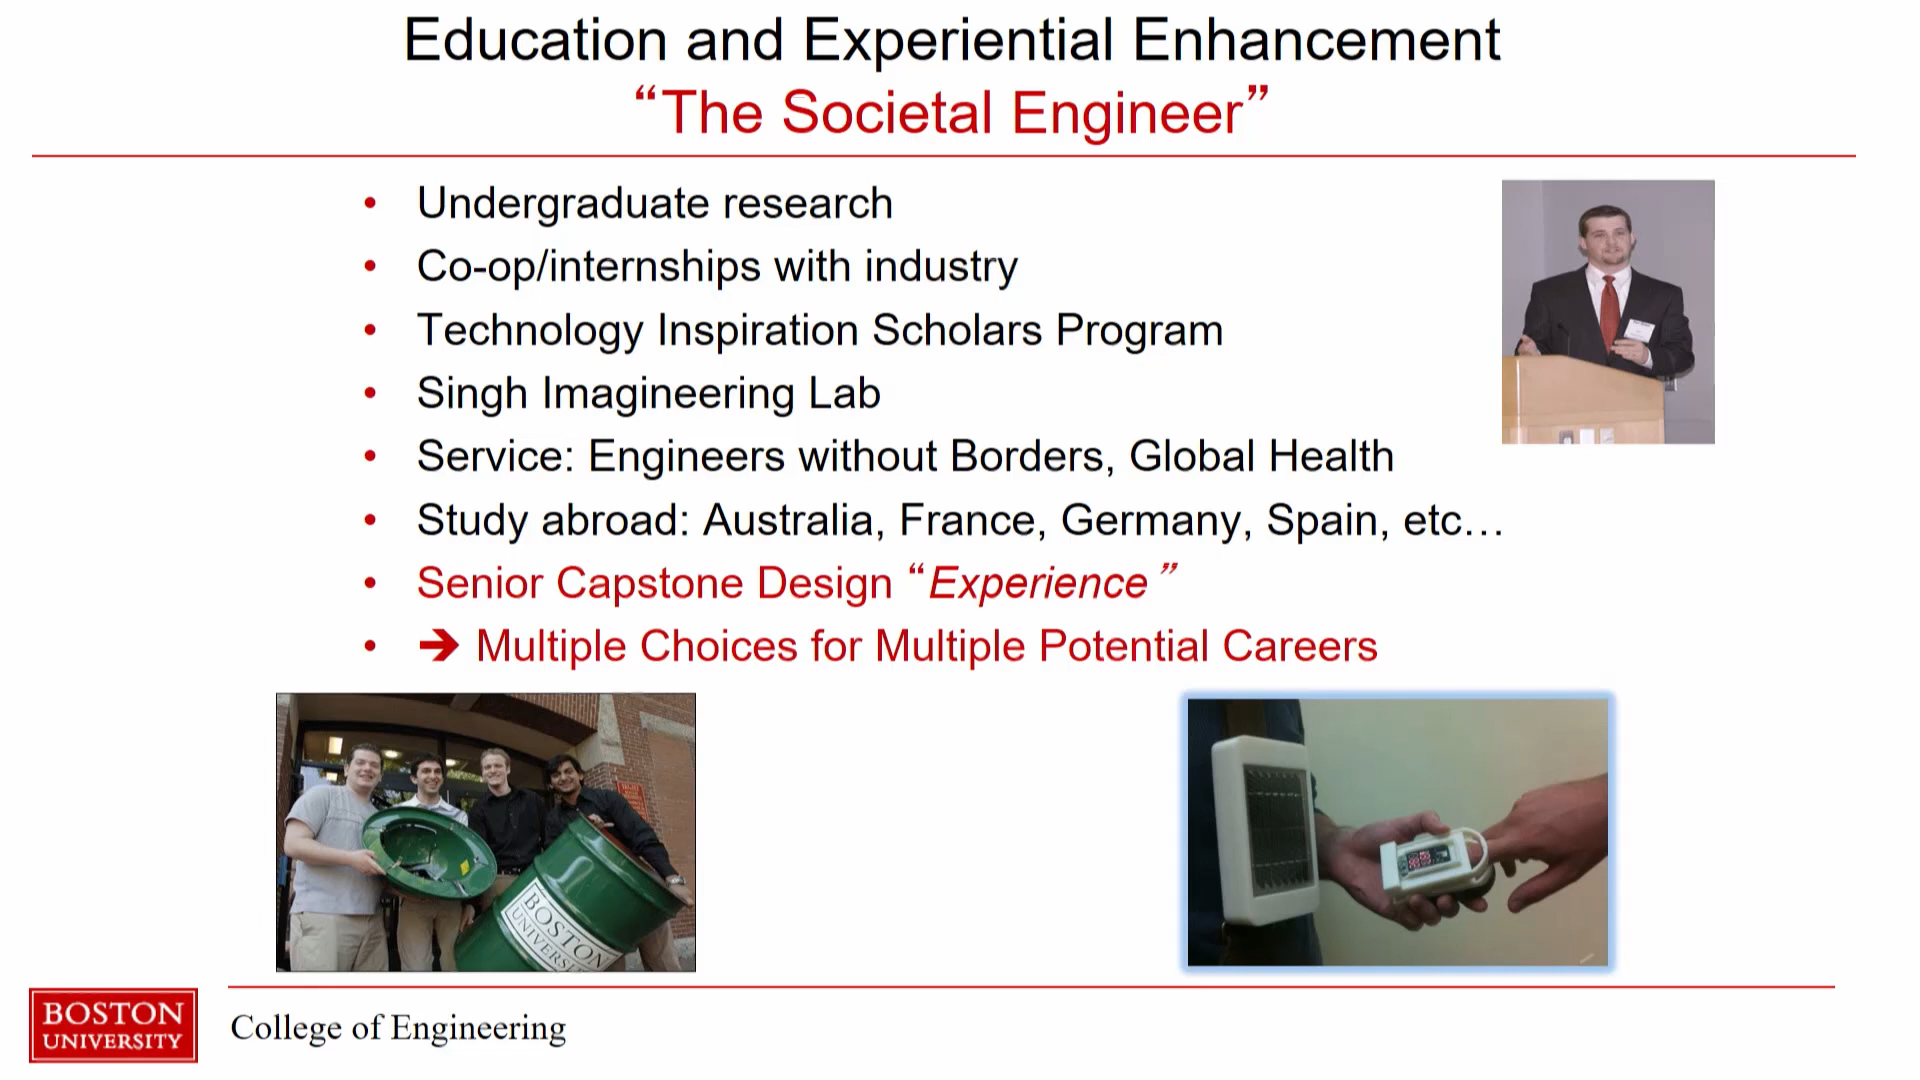 Education and Experiential Enhancement
“The Societal Engineer”
• Undergraduate research
• Co-op/internships with industry
• Technology Inspiration Scholars Program
• Singh Imagineering Lab
• Service: Engineers without Borders, Global Health
• Study abroad: Australia, France, Germany, Spain, etc…
• Senior Capstone Design “Experience”
• ➔ Multiple Choices for Multiple Potential Careers
BOSTON
UNIVERSITY
BOSTON
UNIVERSITY
College of Engineering